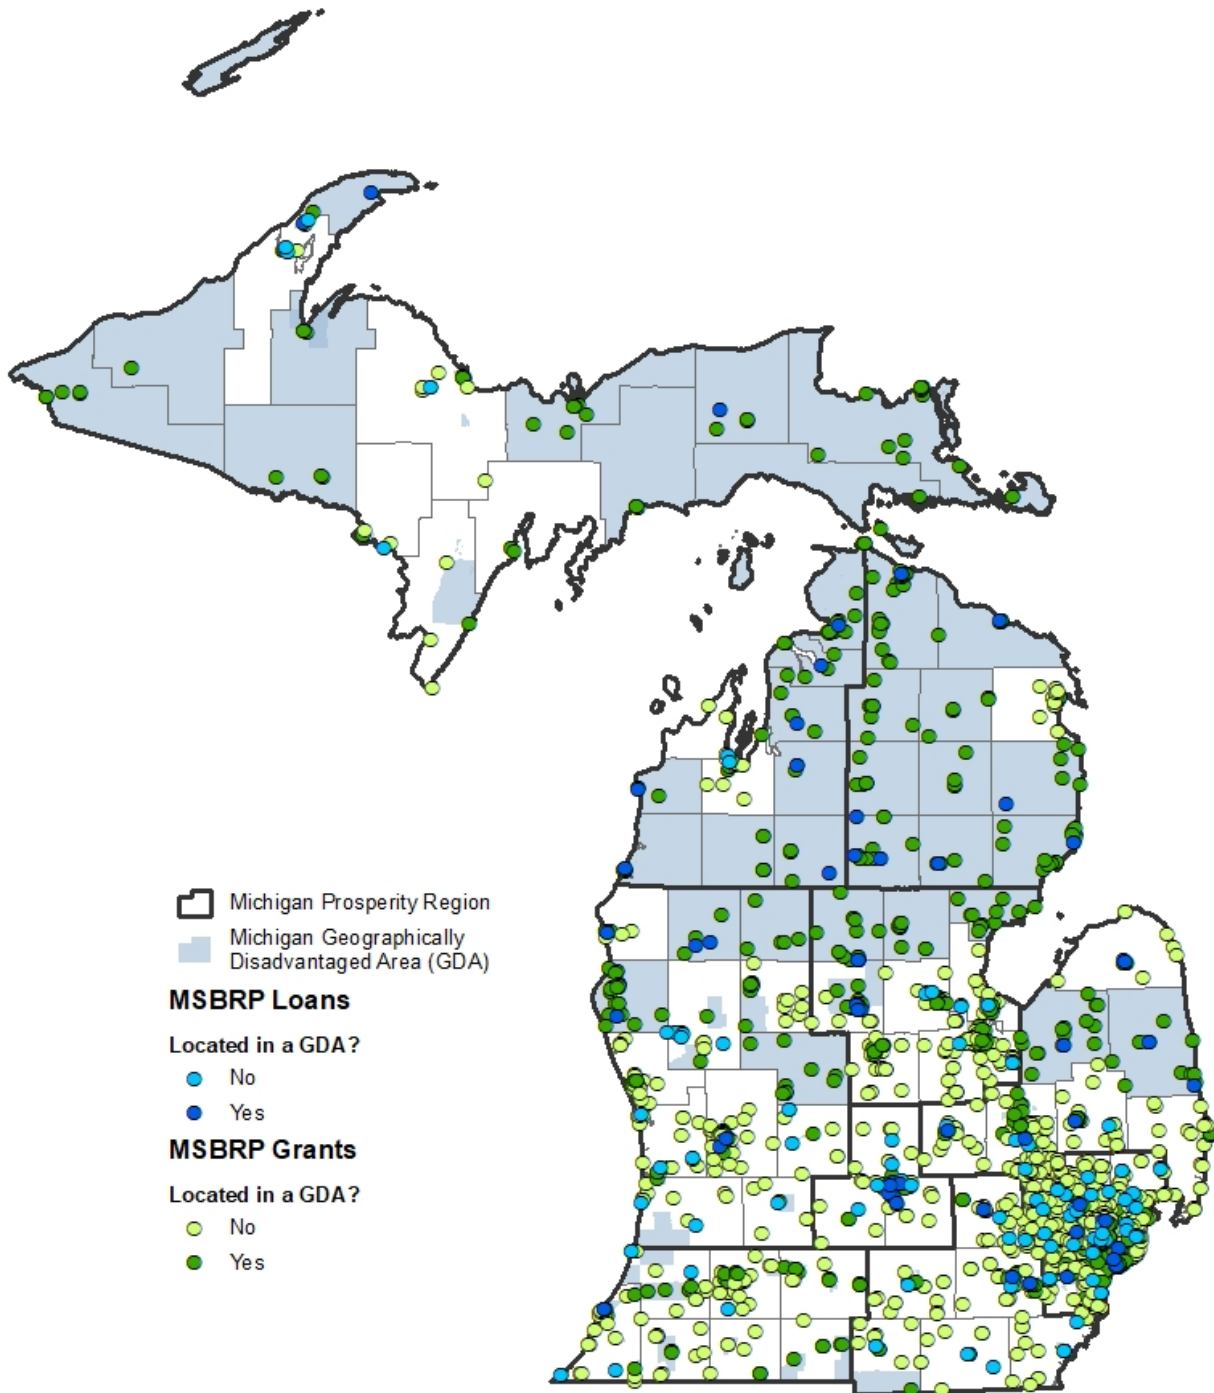 Michigan Prosperity Region
Michigan Geographically
Disadvantaged Area (GDA)
MSBRP Loans
Located in a GDA?
No
Yes
MSBRP Grants
Located in a GDA?
No
Yes